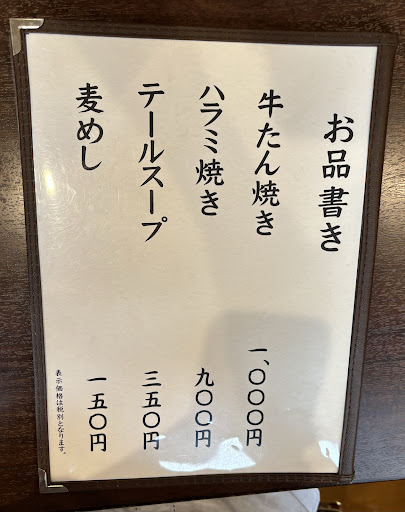 お品書き
牛たん焼き 一、〇〇〇円
ハラミ焼き 九〇〇円
テールスープ 三五〇円
麦めし 一五〇円
表示価格は税別となります。